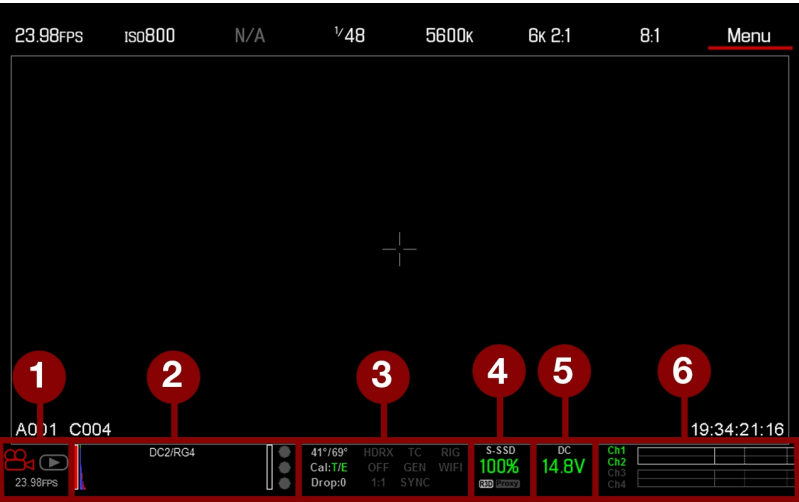 23.98FPS ISO800 N/A 1/48 5600K 6K 2:1 8:1 Menu
1 2 3 4 5 6
A001 C004 19:34:21:16
DC2/RG4
23.98FPS
41°/69° HDRX TC RIG
Cal:T/E OFF GEN WIFI
Drop:0 1:1 SYNC
S-SSD
100%
R3D Proxy
DC
14.8V
Ch1
Ch2
Ch3
Ch4